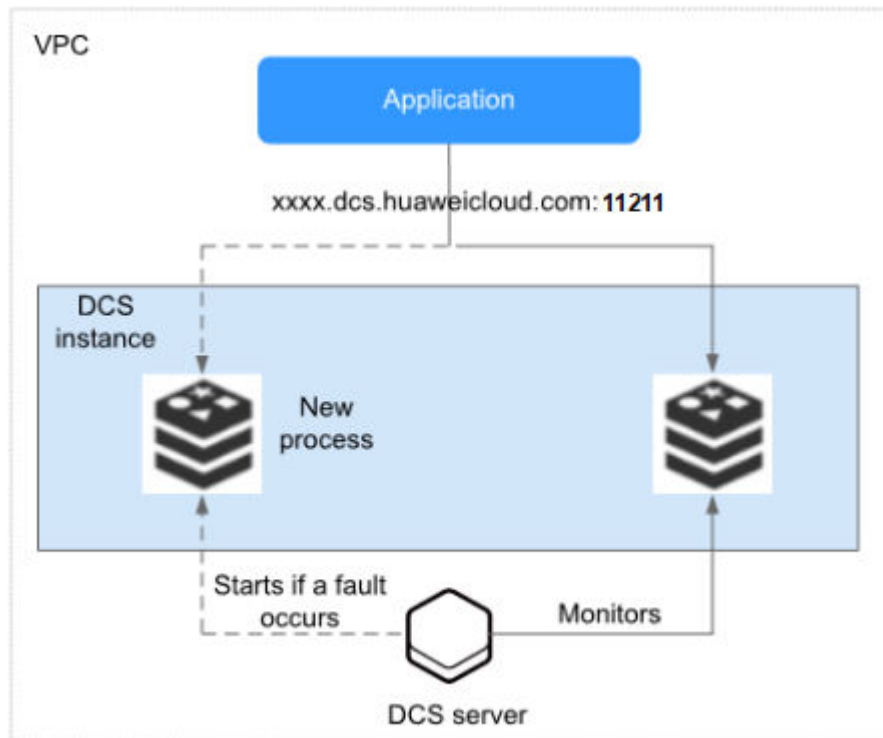 VPC
Application
xxxx.dcs.huaweicloud.com: 11211
DCS
instance
New
process
Starts if a fault
occurs
Monitors
DCS server